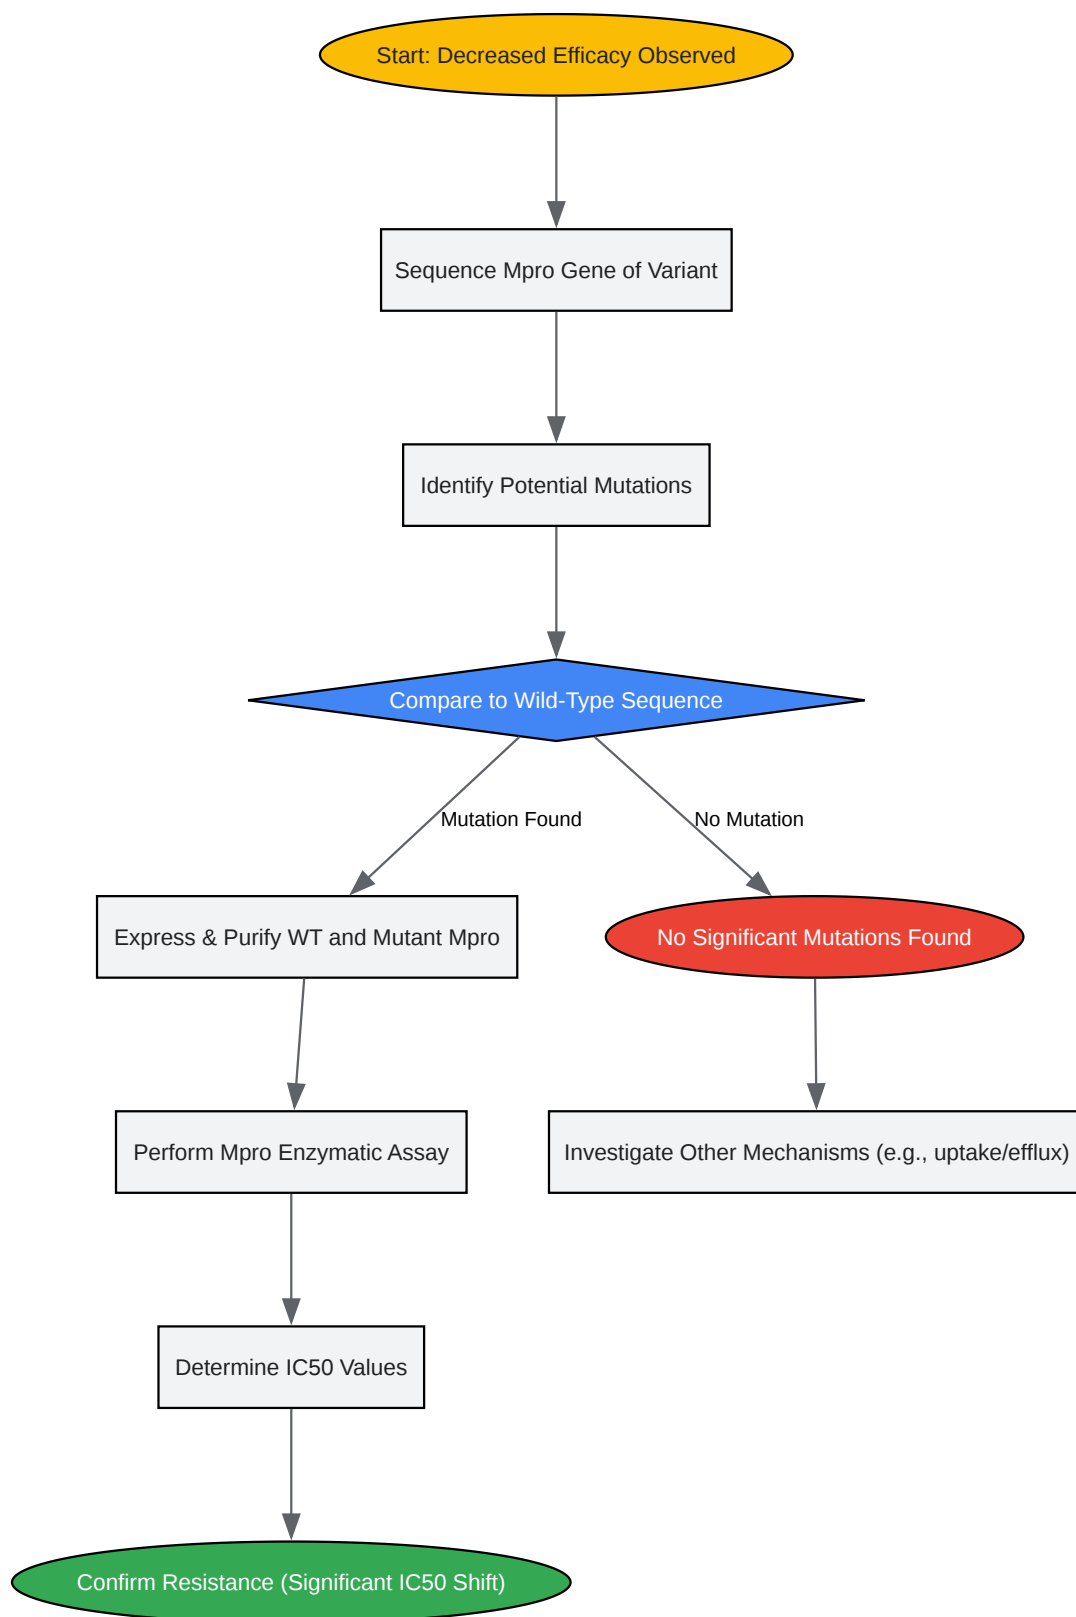 Start: Decreased Efficacy Observed
Sequence Mpro Gene of Variant
Identify Potential Mutations
Compare to Wild-Type Sequence
Mutation Found
No Mutation
Express & Purify WT and Mutant Mpro
No Significant Mutations Found
Perform Mpro Enzymatic Assay
Investigate Other Mechanisms (e.g., uptake/efflux)
Determine IC50 Values
Confirm Resistance (Significant IC50 Shift)